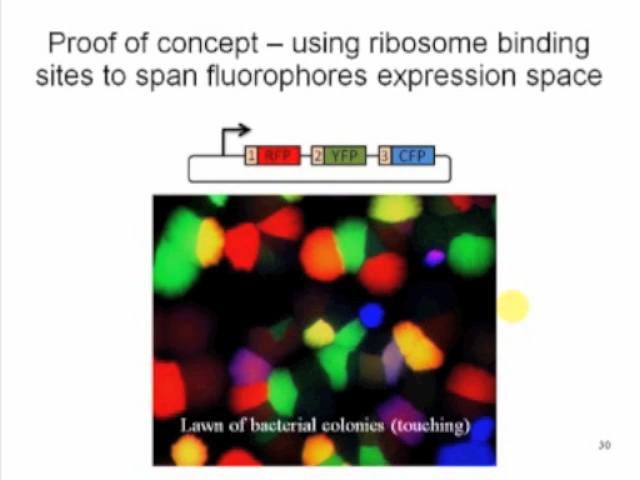 Proof of concept – using ribosome binding
sites to span fluorophores expression space
1 RFP 2 YFP 3 CFP
Lawn of bacterial colonies (touching)
30